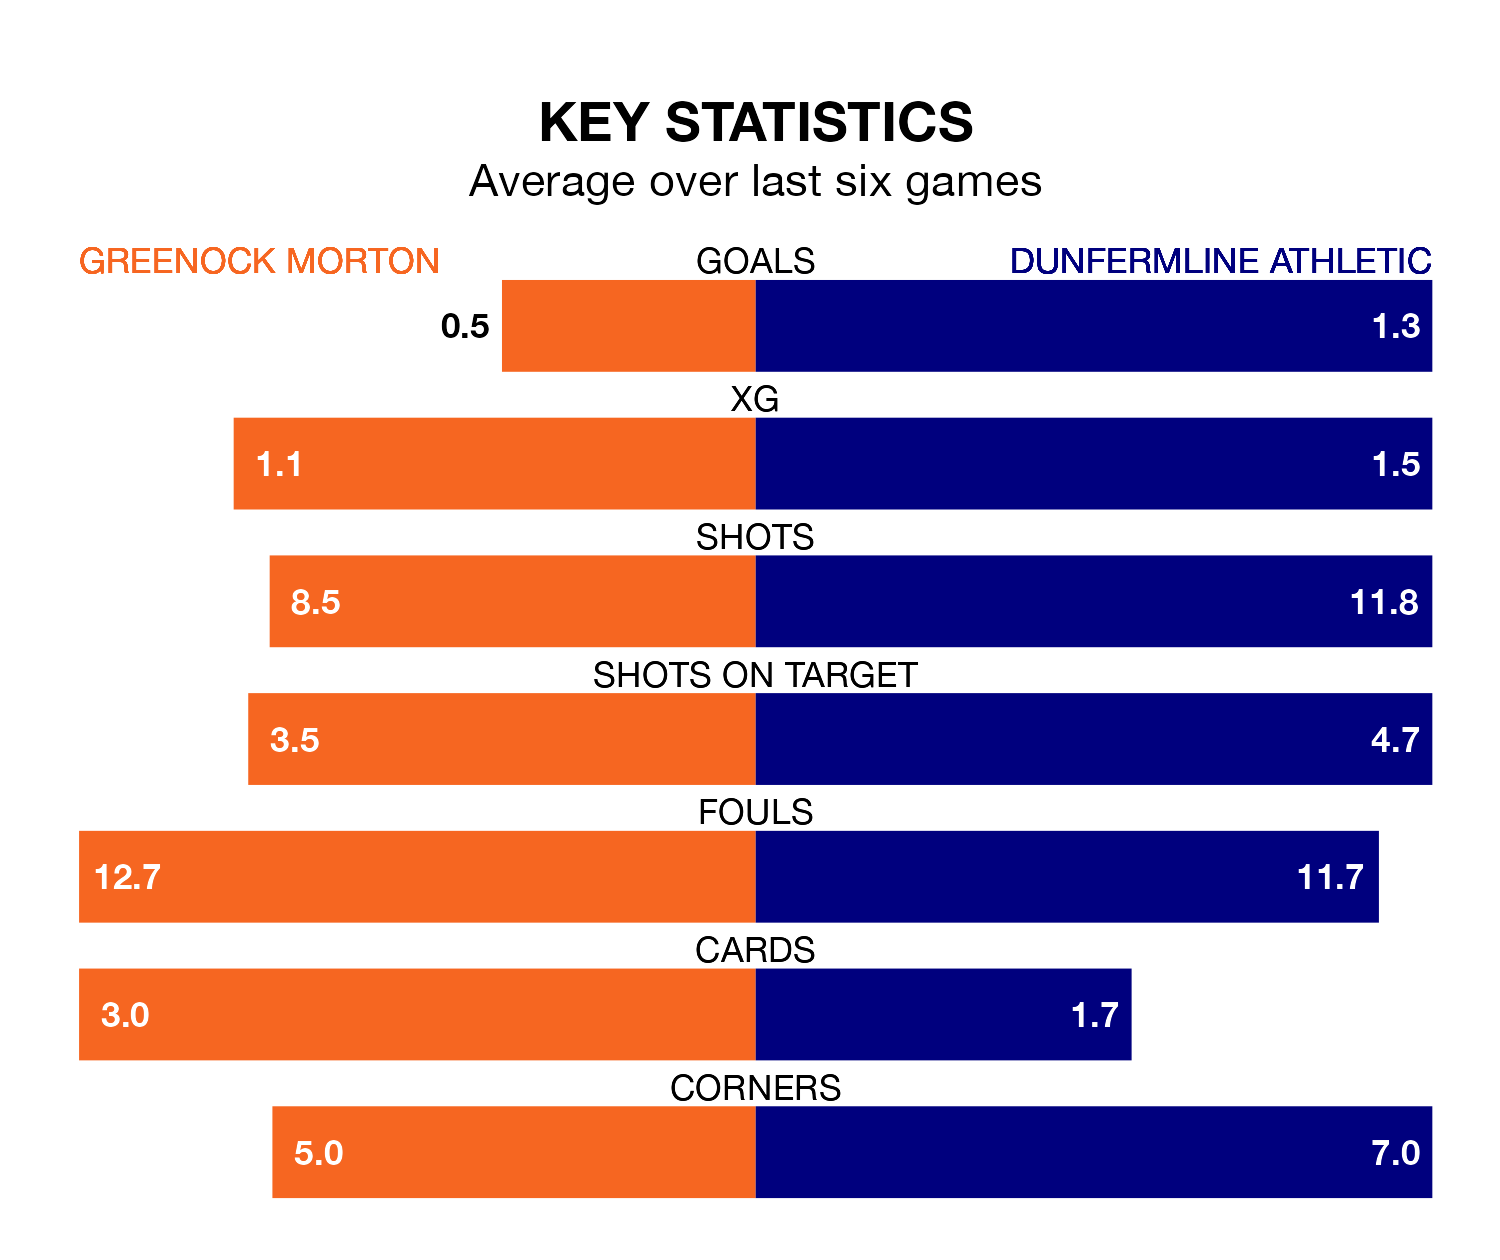 KEY STATISTICS
Average over last six games
GREENOCK MORTON GOALS DUNFERMLINE ATHLETIC
0.5 1.3
XG
1.1 1.5
SHOTS
8.5 11.8
SHOTS ON TARGET
3.5 4.7
FOULS
12.7 11.7
CARDS
3.0 1.7
CORNERS
5.0 7.0